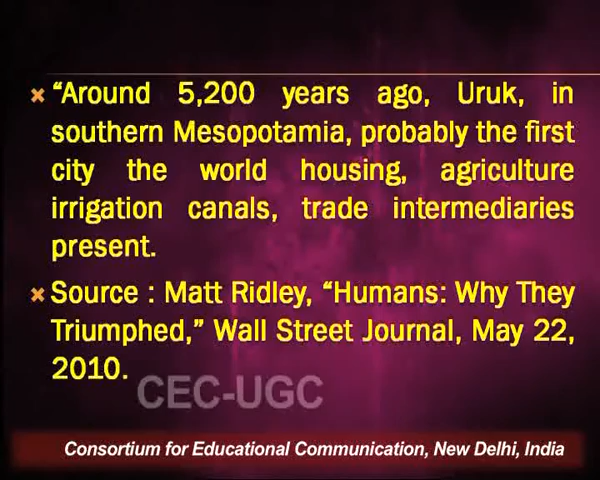 “Around 5,200 years ago, Uruk, in
southern Mesopotamia, probably the first
city the world housing, agriculture
irrigation canals, trade intermediaries
present.
Source : Matt Ridley, “Humans: Why They
Triumphed,” Wall Street Journal, May 22,
2010.
CEC-UGC
Consortium for Educational Communication, New Delhi, India